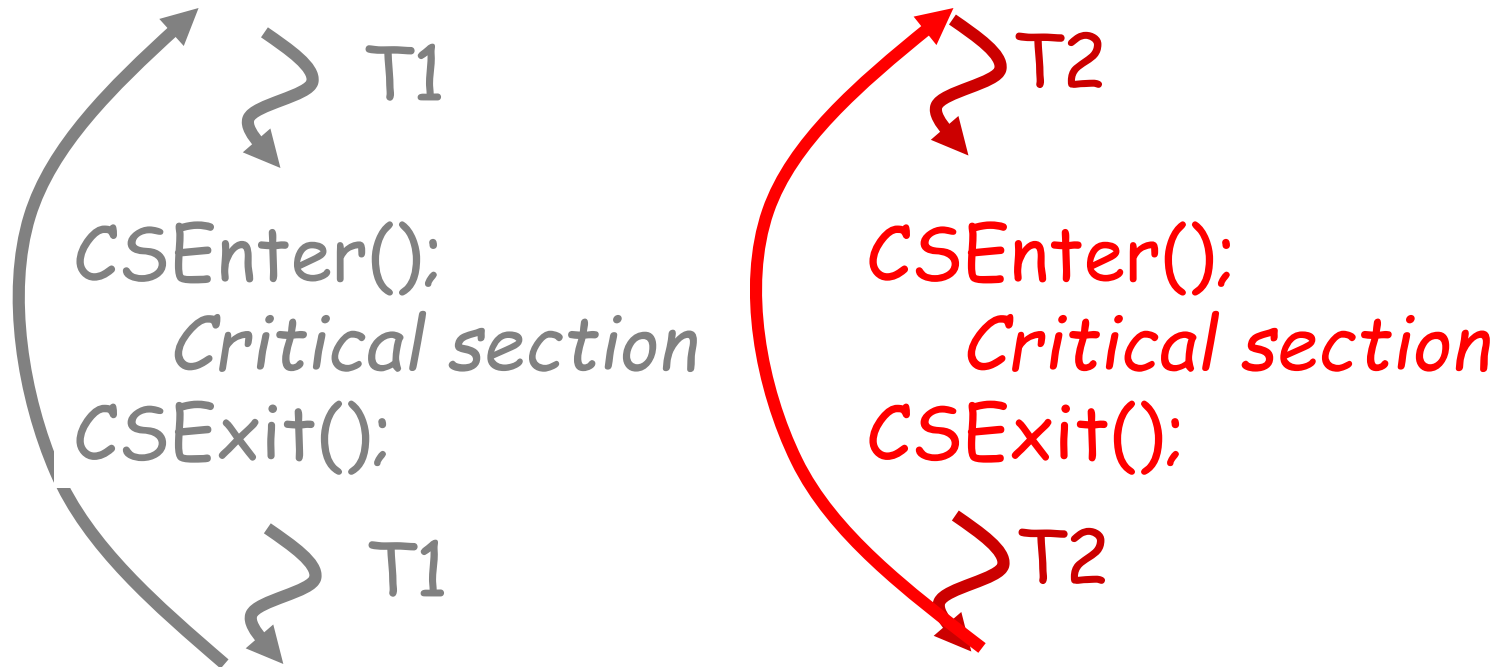 T1
CSEnter();
Critical section
CSExit();
T1
T2
CSEnter();
Critical section
CSExit();
T2